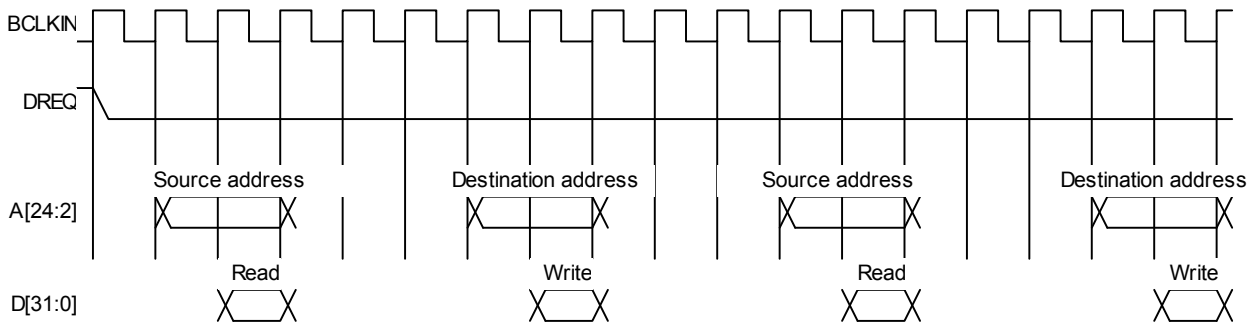 BCLKIN
DREQ
Source address Destination address Source address Destination address
A[24:2]
Read Write Read Write
D[31:0]